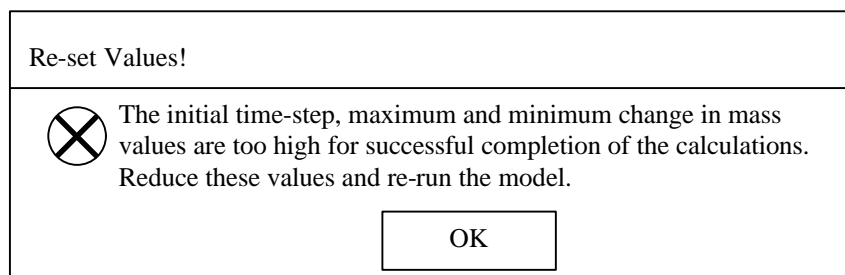 Re-set Values!
The initial time-step, maximum and minimum change in mass
values are too high for successful completion of the calculations.
Reduce these values and re-run the model.
OK